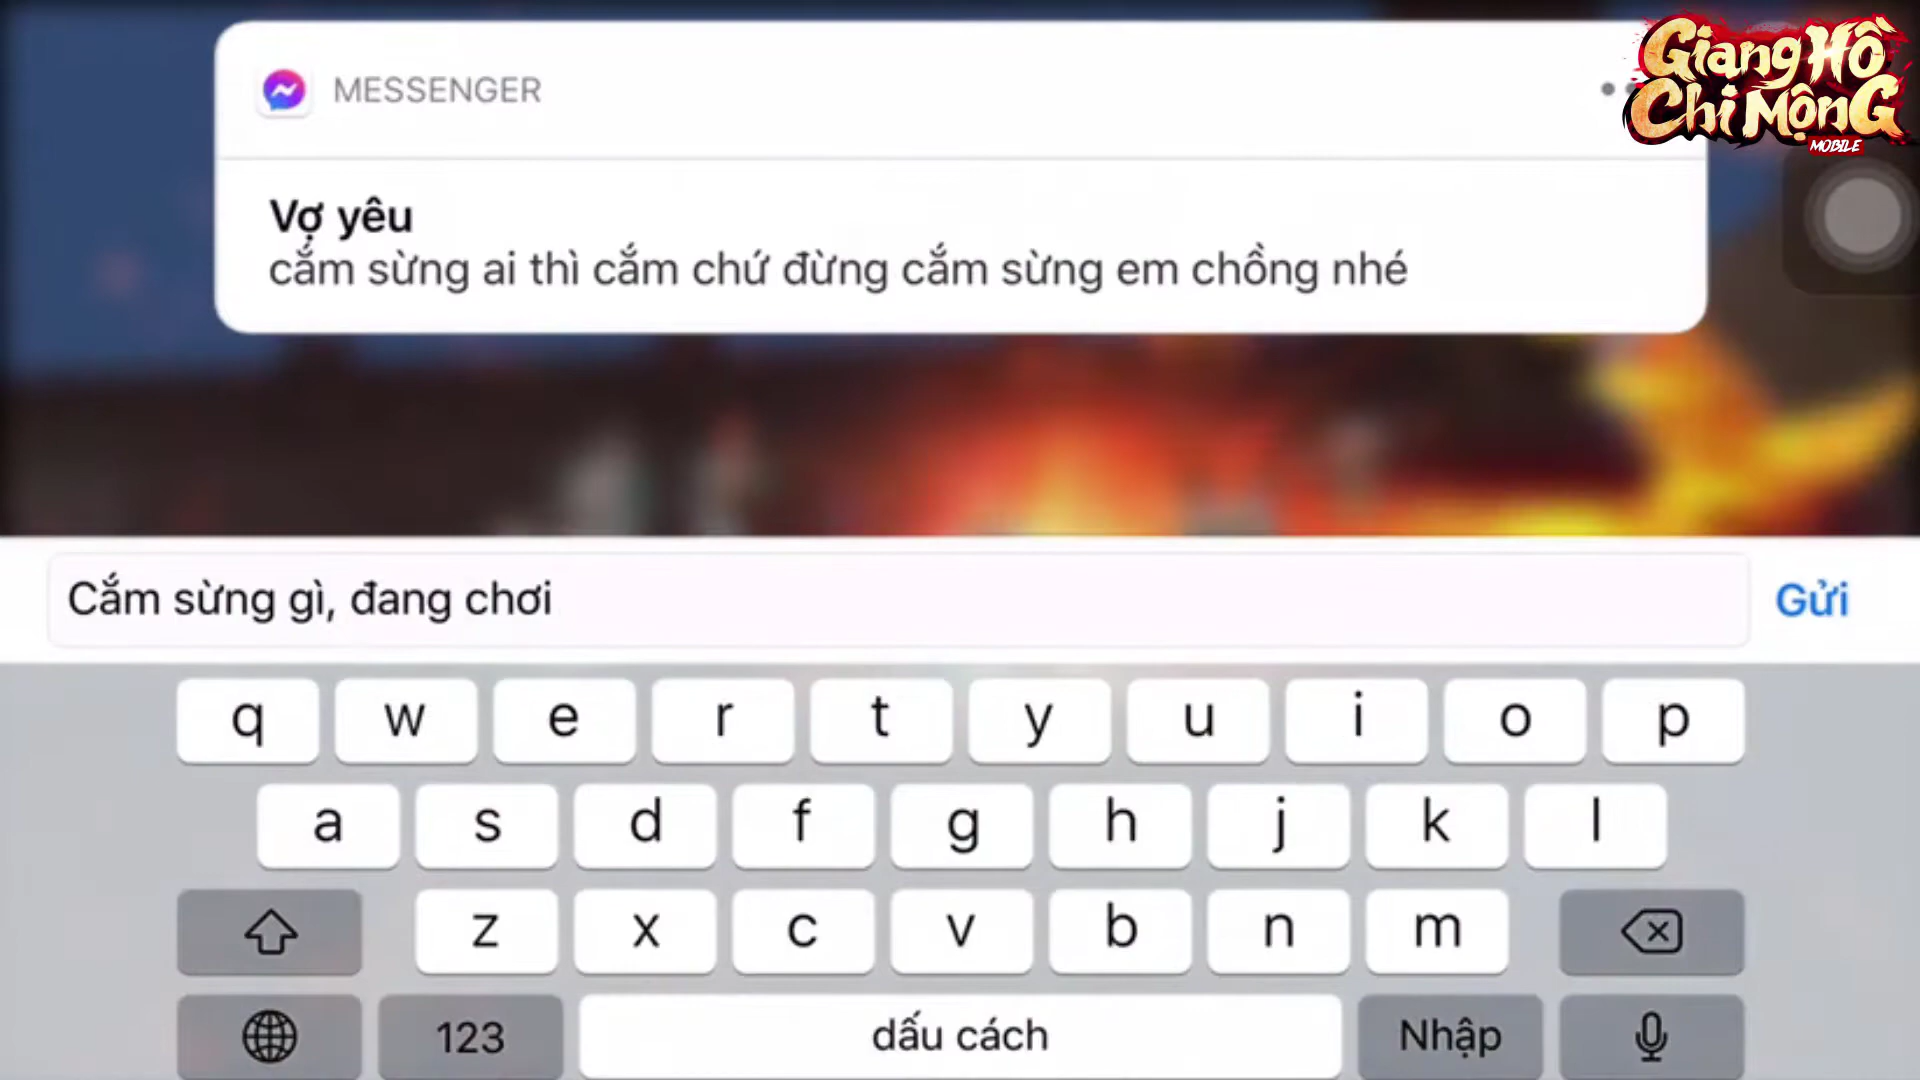 Giang Hồ
Chi Mộng
MOBILE
MESSENGER
Vợ yêu
cắm sừng ai thì cắm chứ đừng cắm sừng em chồng nhé
Cắm sừng gì, đang chơi
Gửi
q w e r t y u i o p
a s d f g h j k l
z x c v b n m
123 dấu cách Nhập